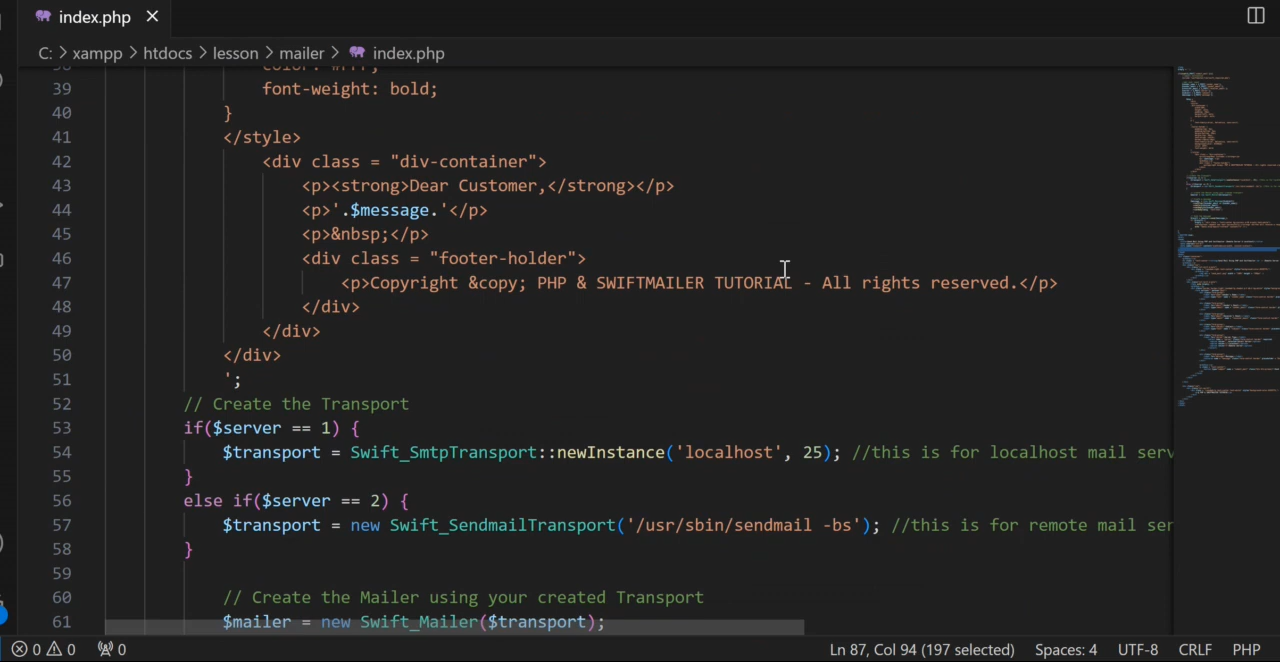 index.php
C: > xampp > htdocs > lesson > mailer > index.php
39 font-weight: bold;
40 }
41 </style>
42 <div class = "div-container">
43 <p><strong>Dear Customer,</strong></p>
44 <p>'.$message.'</p>
45 <p>&nbsp;</p>
46 <div class = "footer-holder">
47 <p>Copyright &copy; PHP & SWIFTMAILER TUTORIAL - All rights reserved.</p>
48 </div>
49 </div>
50 </div>
51 ';
52 // Create the Transport
53 if($server == 1) {
54 $transport = Swift_SmtpTransport::newInstance('localhost', 25); //this is for localhost mail serv
55 }
56 else if($server == 2) {
57 $transport = new Swift_SendmailTransport('/usr/sbin/sendmail -bs'); //this is for remote mail ser
58 }
59
60 // Create the Mailer using your created Transport
61 $mailer = new Swift_Mailer($transport);
0 0 0 Ln 87, Col 94 (197 selected) Spaces: 4 UTF-8 CRLF PHP